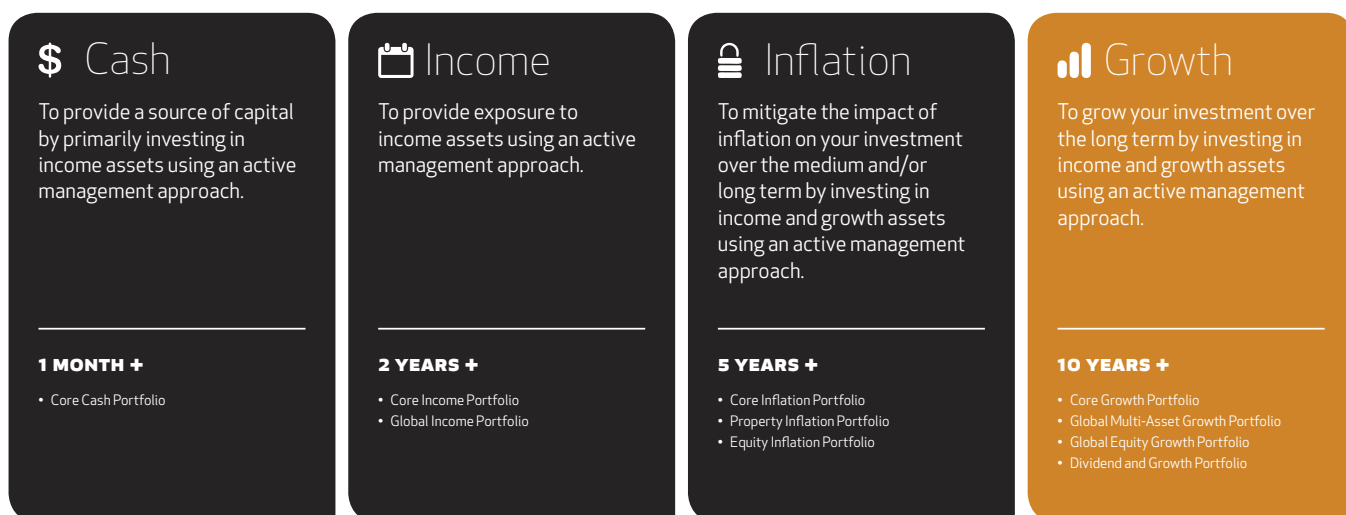 $ Cash
To provide a source of capital
by primarily investing in
income assets using an active
management approach.
1 MONTH +
• Core Cash Portfolio
Income
To provide exposure to
income assets using an active
management approach.
2 YEARS +
• Core Income Portfolio
• Global Income Portfolio
Inflation
To mitigate the impact of
inflation on your investment
over the medium and/or
long term by investing in
income and growth assets
using an active management
approach.
5 YEARS +
• Core Inflation Portfolio
• Property Inflation Portfolio
• Equity Inflation Portfolio
Growth
To grow your investment over
the long term by investing in
income and growth assets
using an active management
approach.
10 YEARS +
• Core Growth Portfolio
• Global Multi-Asset Growth Portfolio
• Global Equity Growth Portfolio
• Dividend and Growth Portfolio